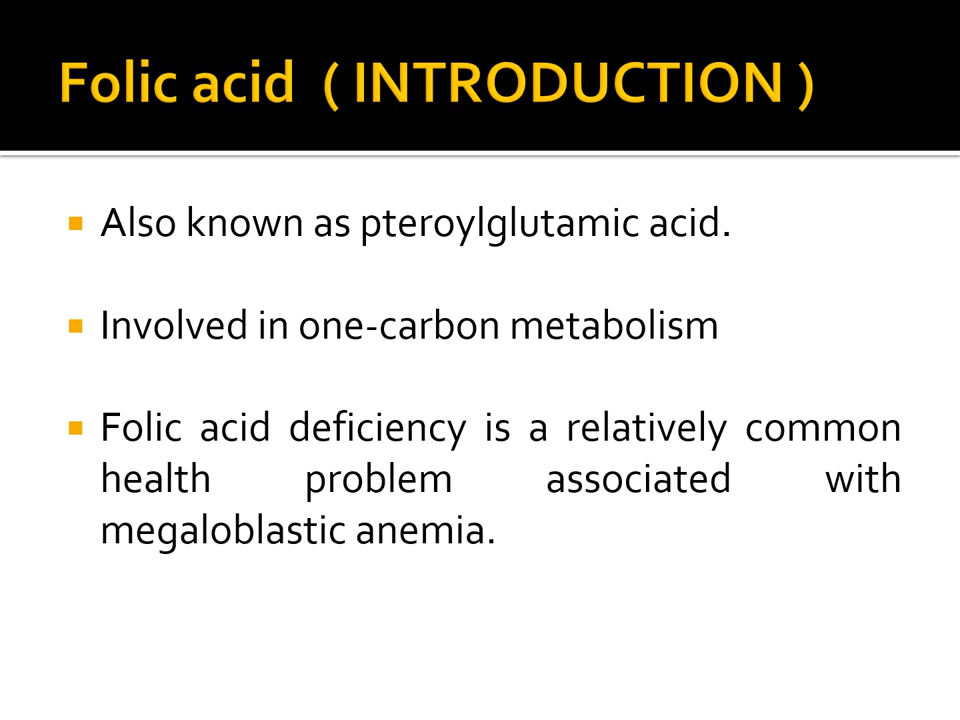 Folic acid ( INTRODUCTION )
Also known as pteroylglutamic acid.
Involved in one-carbon metabolism
Folic acid deficiency is a relatively common
health problem associated with
megaloblastic anemia.